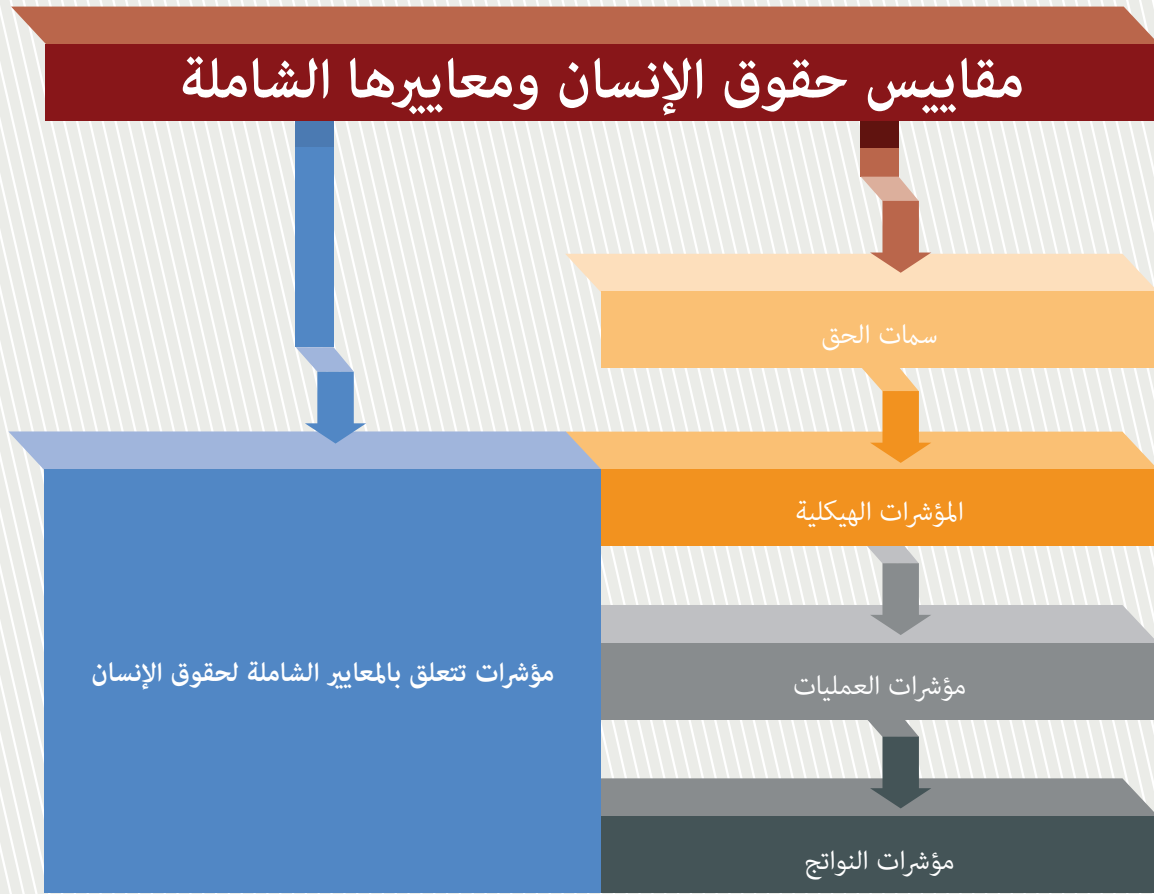 مقاييس حقوق الإنسان ومعاييرها الشاملة
سمات الحق
المؤشرات الهيكلية
مؤشرات العمليات
مؤشرات النواتج
مؤشرات تتعلق بالمعايير الشاملة لحقوق الإنسان